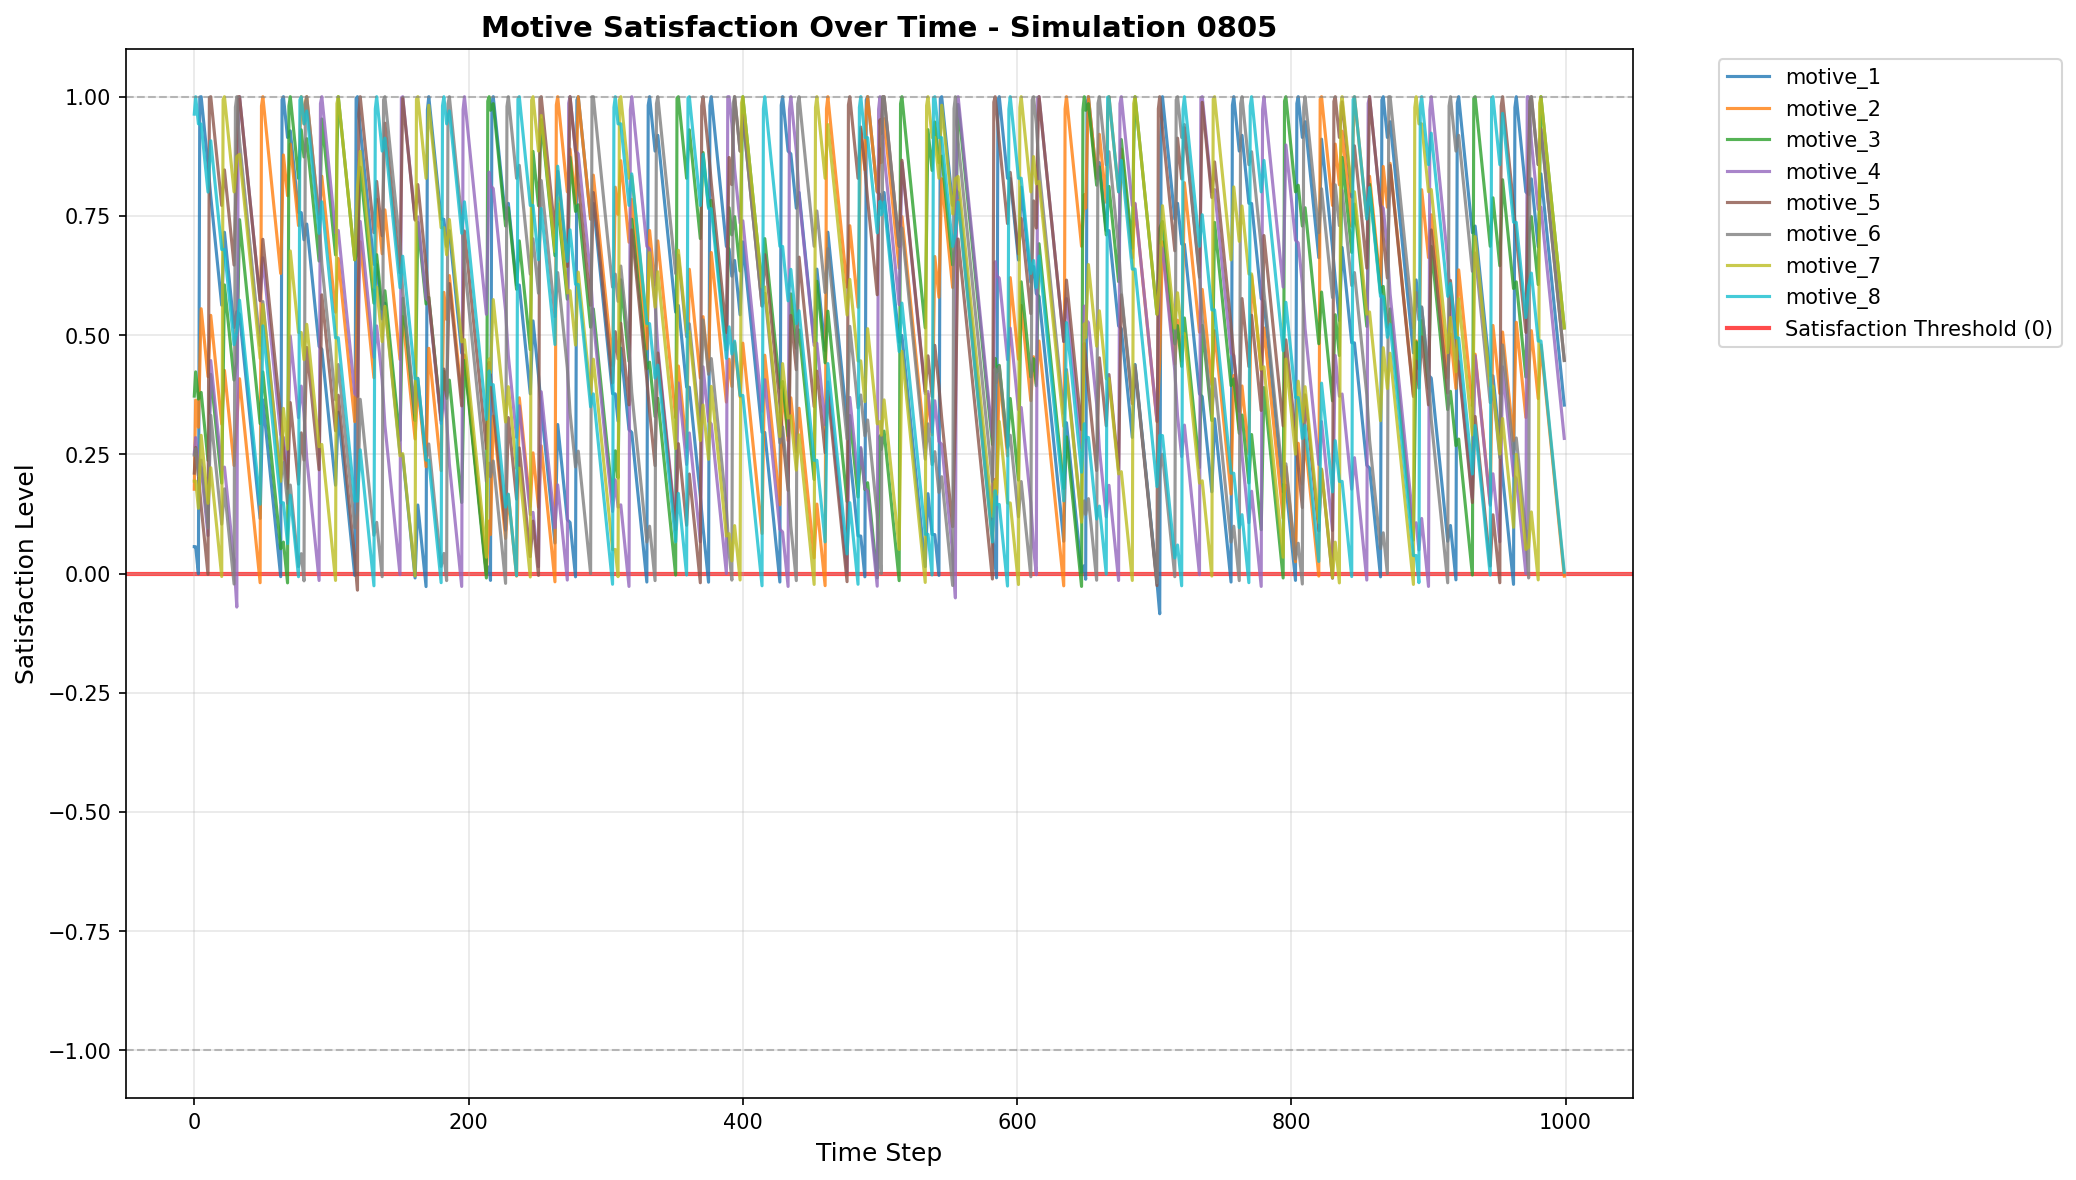 Motive Satisfaction Over Time - Simulation 0805
motive_1
motive_2
motive_3
motive_4
motive_5
motive_6
motive_7
motive_8
Satisfaction Threshold (0)
Satisfaction Level
1.00
0.75
0.50
0.25
0.00
−0.25
−0.50
−0.75
−1.00
0 200 400 600 800 1000
Time Step